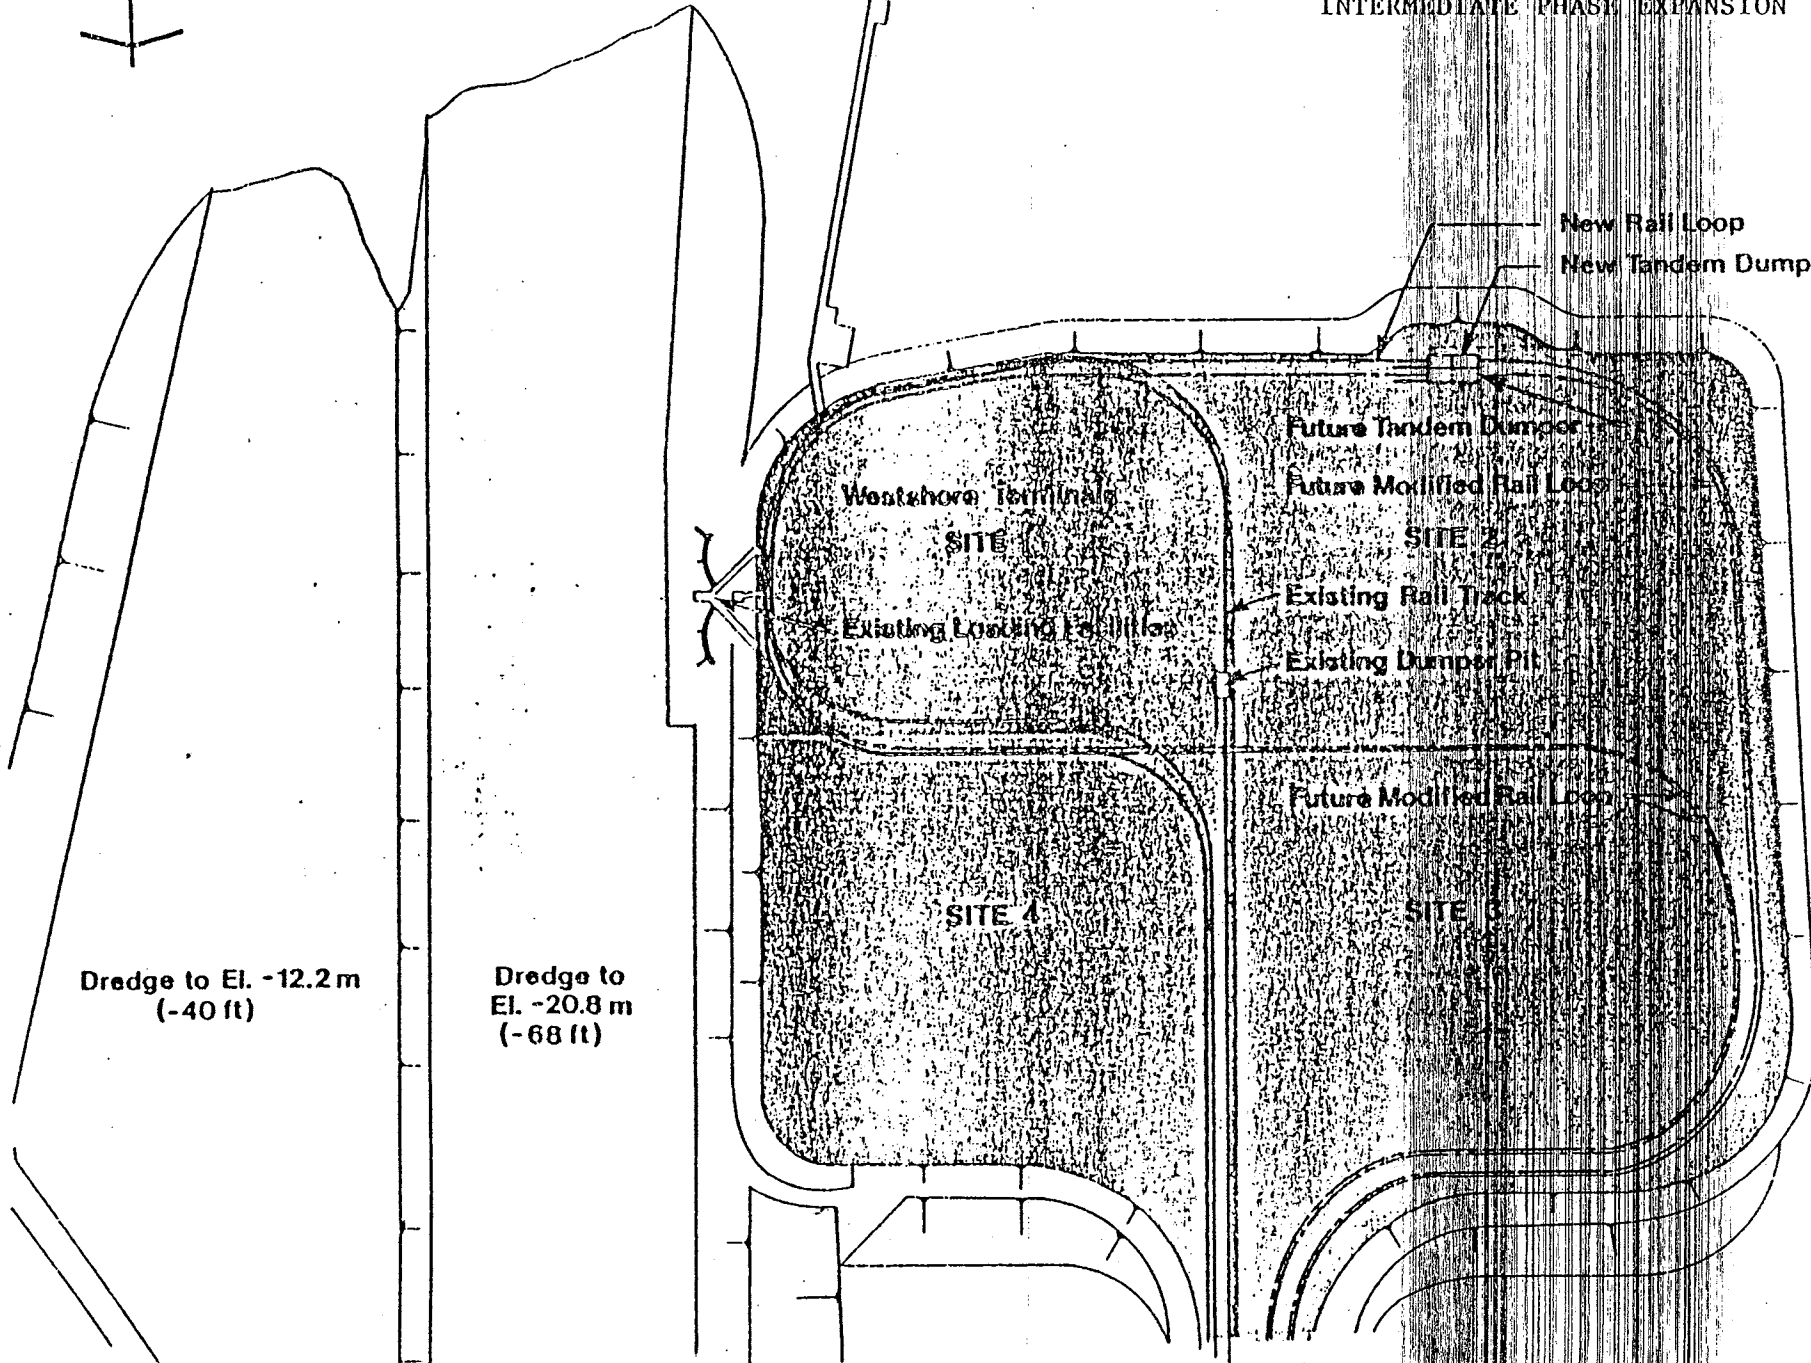 INTERMEDIATE PHASE EXPANSION
New Rail Loop
New Tandem Dump
Future Tandem Dumper
Westshore Terminals
Future Modified Rail Loop
SITE
SITE 2
Existing Rail Track
Existing Loading Facilities
Existing Dumper Pit
Future Modified Rail Loop
SITE 4
SITE
Dredge to El. -12.2 m
(-40 ft)
Dredge to
El. -20.8 m
(-68 ft)